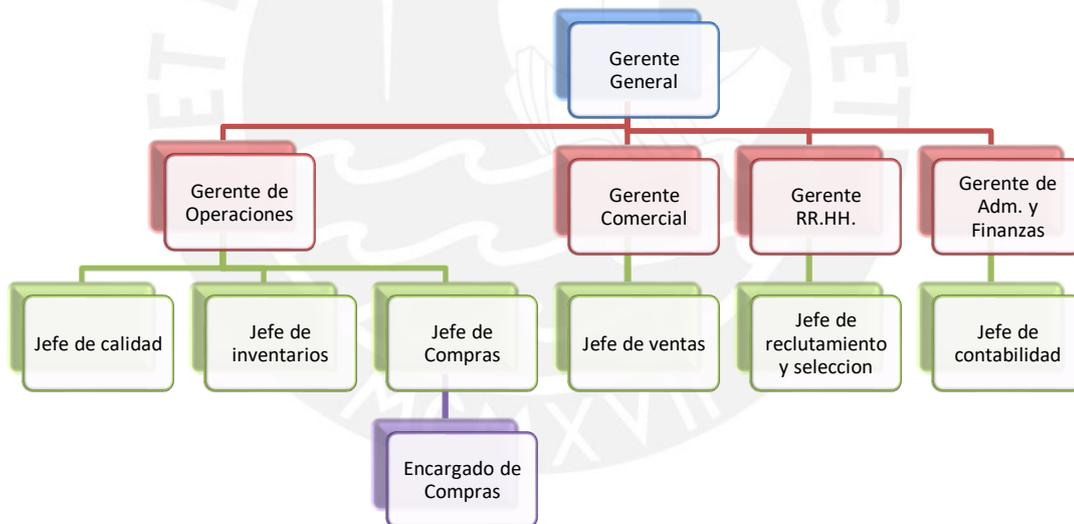 Gerente
General
Gerente de
Operaciones
Gerente
Comercial
Gerente
RR.HH.
Gerente de
Adm. y
Finanzas
Jefe de calidad
Jefe de
inventarios
Jefe de
Compras
Jefe de ventas
Jefe de
reclutamiento
y seleccion
Jefe de
contabilidad
Encargado de
Compras